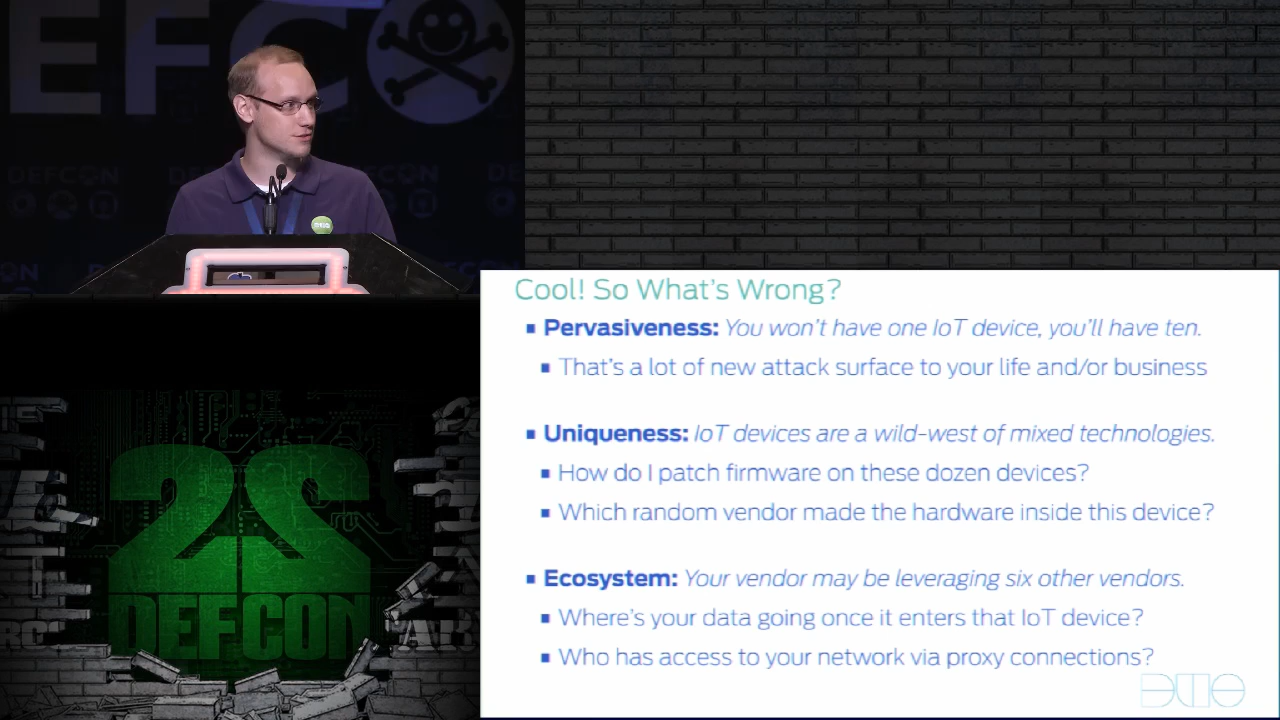 EFC
DEFCON
DEFCON
Cool! So What's Wrong?
▪ Pervasiveness: You won't have one IoT device, you'll have ten.
▪ That's a lot of new attack surface to your life and/or business
▪ Uniqueness: IoT devices are a wild-west of mixed technologies.
▪ How do I patch firmware on these dozen devices?
▪ Which random vendor made the hardware inside this device?
▪ Ecosystem: Your vendor may be leveraging six other vendors.
▪ Where's your data going once it enters that IoT device?
▪ Who has access to your network via proxy connections?
DUO
22
DEFCON